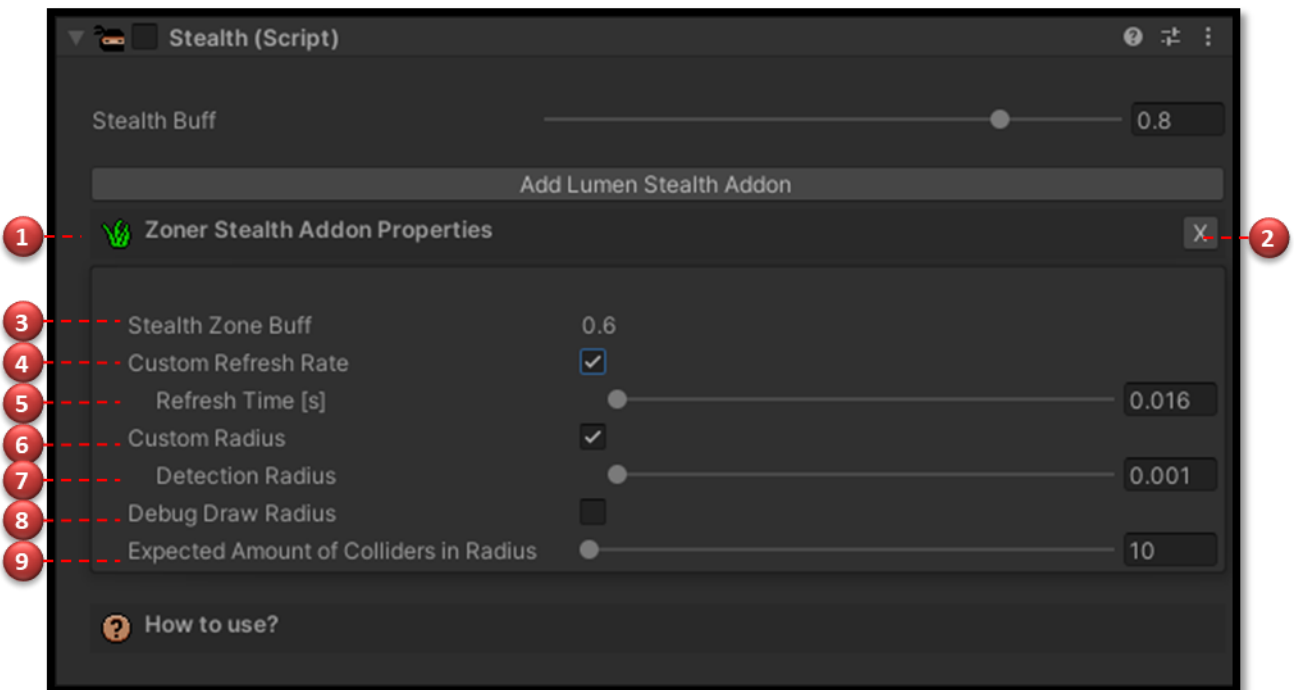 Stealth (Script)
Stealth Buff 0.8
Add Lumen Stealth Addon
1 Zoner Stealth Addon Properties X 2
3 Stealth Zone Buff 0.6
4 Custom Refresh Rate
5 Refresh Time [s] 0.016
6 Custom Radius
7 Detection Radius 0.001
8 Debug Draw Radius
9 Expected Amount of Colliders in Radius 10
? How to use?